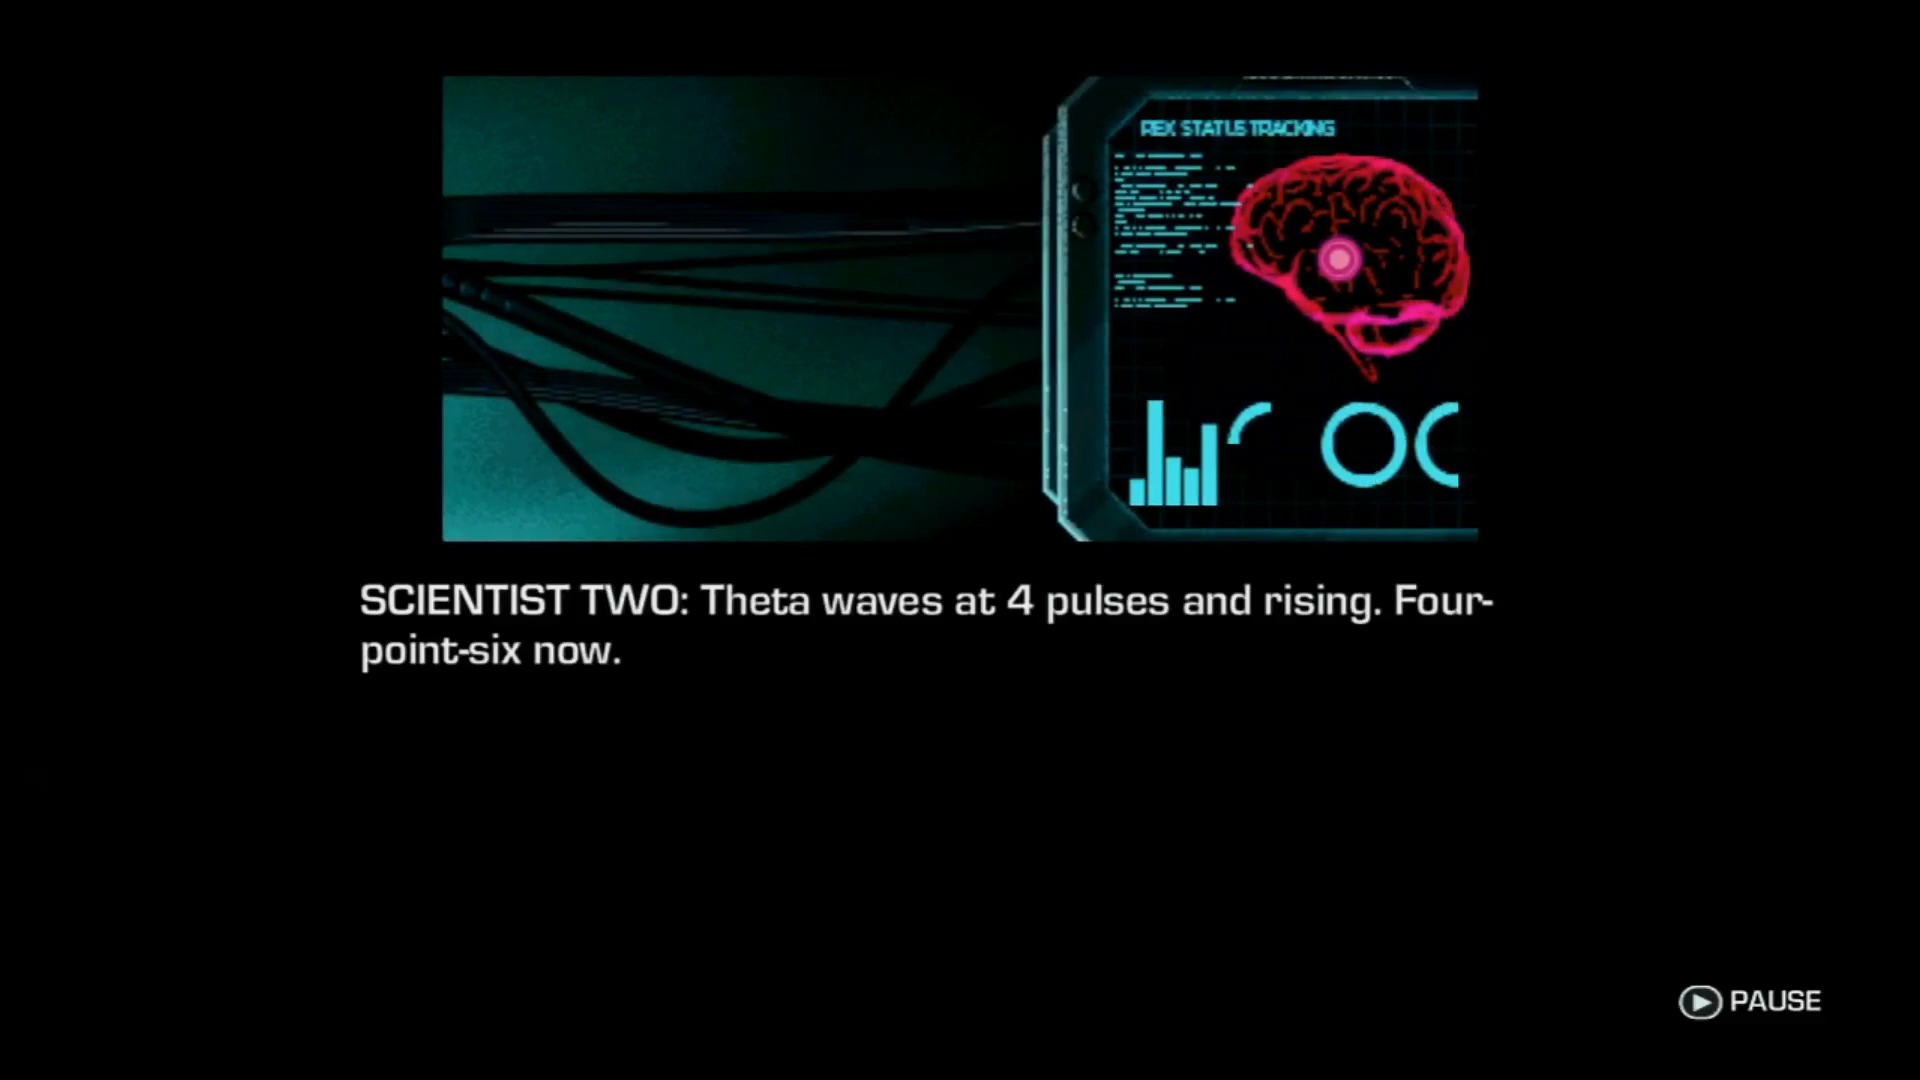 REX STATUS TRACKING
SCIENTIST TWO: Theta waves at 4 pulses and rising. Four-
point-six now.
PAUSE